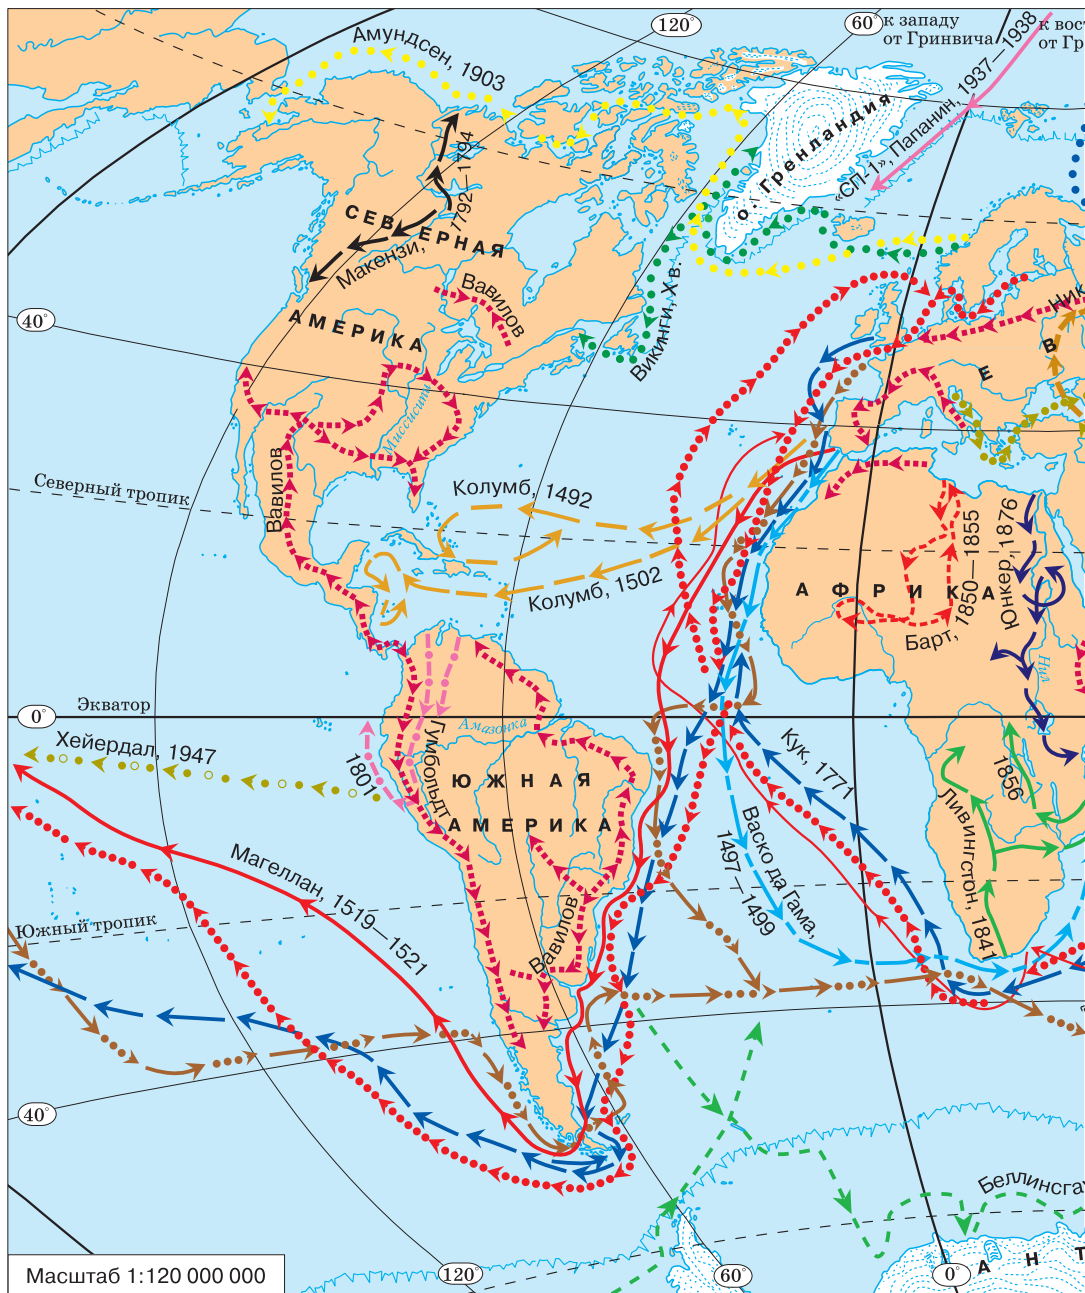 120°
60°
к западу
от Гринвича
к вос
от Гр
Амундсен, 1903
«СП-1», Папанин, 1937—1938
о. Гренландия
1792—1794
СЕВЕРНАЯ
Макензи,
Вавилов
Викинги, X в.
АМЕРИКА
40°
Ник
Е
В
Миссисипи
Вавилов
Северный тропик
Колумб, 1492
Колумб, 1502
АФРИКА
Барт, 1850—1855
Юнкер, 1876
Нил
Экватор
0°
Амазонка
Хейердал, 1947
1801
Гумбольдт
ЮЖНАЯ
АМЕРИКА
Кук, 1771
Васко да Гама,
1497—1499
1856
Ливингстон, 1841
Магеллан, 1519—1521
Вавилов
Южный тропик
40°
Беллинсга
АНТ
Масштаб 1:120 000 000
120°
60°
0°